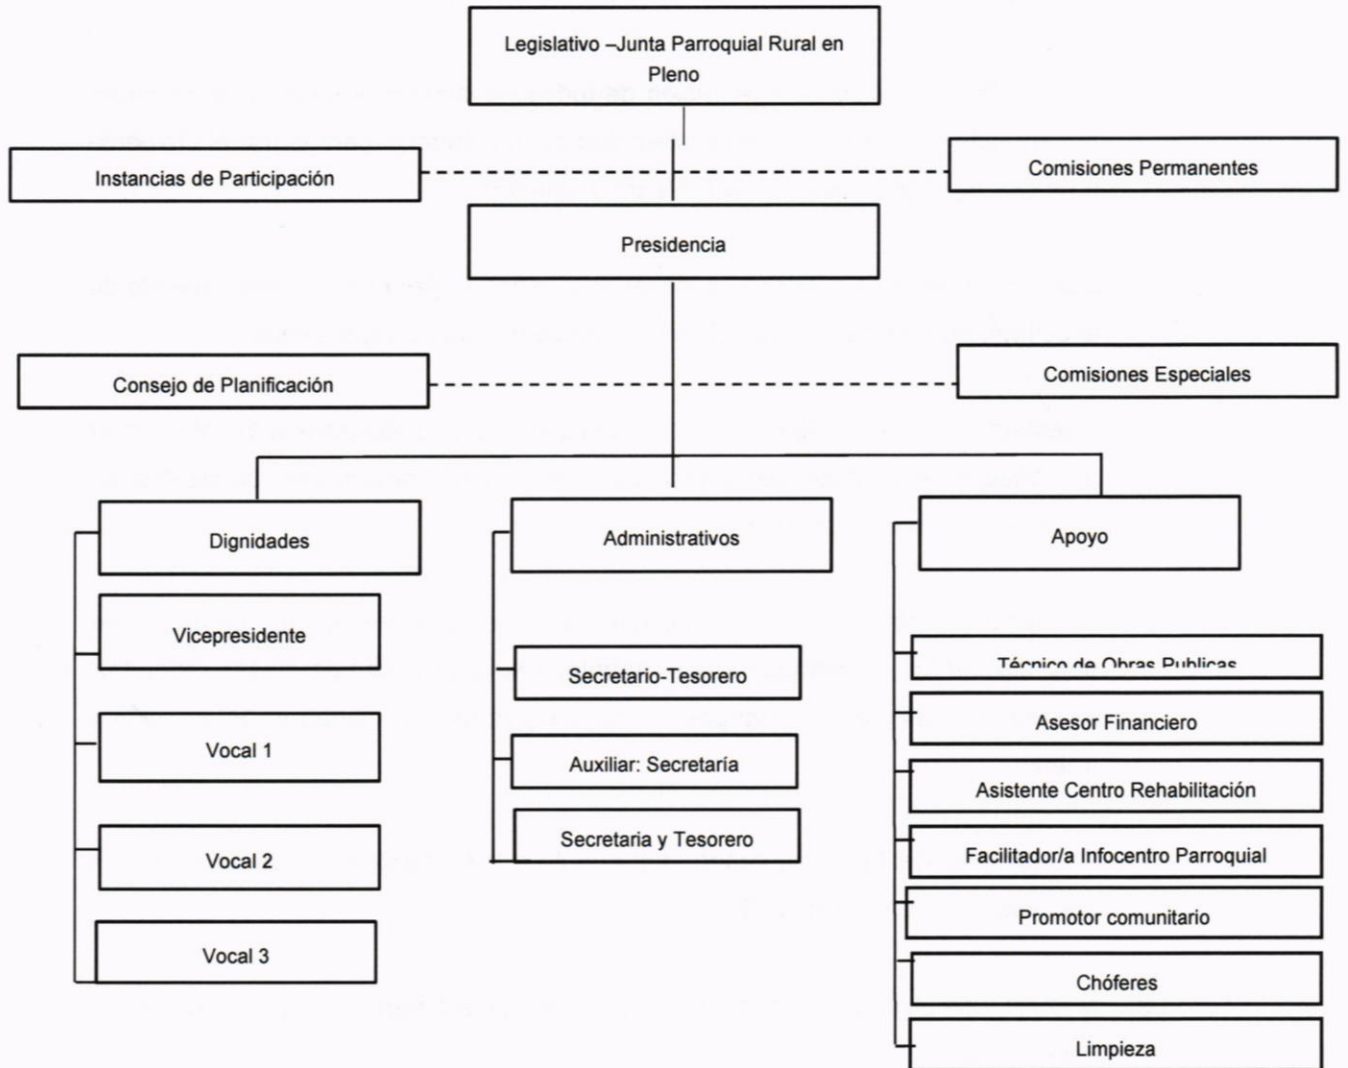 Legislativo –Junta Parroquial Rural en
Pleno
Instancias de Participación
Comisiones Permanentes
Presidencia
Consejo de Planificación
Comisiones Especiales
Dignidades
Vicepresidente
Vocal 1
Vocal 2
Vocal 3
Administrativos
Secretario-Tesorero
Auxiliar: Secretaría
Secretaria y Tesorero
Apoyo
Técnico de Obras Publicas
Asesor Financiero
Asistente Centro Rehabilitación
Facilitador/a Infocentro Parroquial
Promotor comunitario
Chóferes
Limpieza